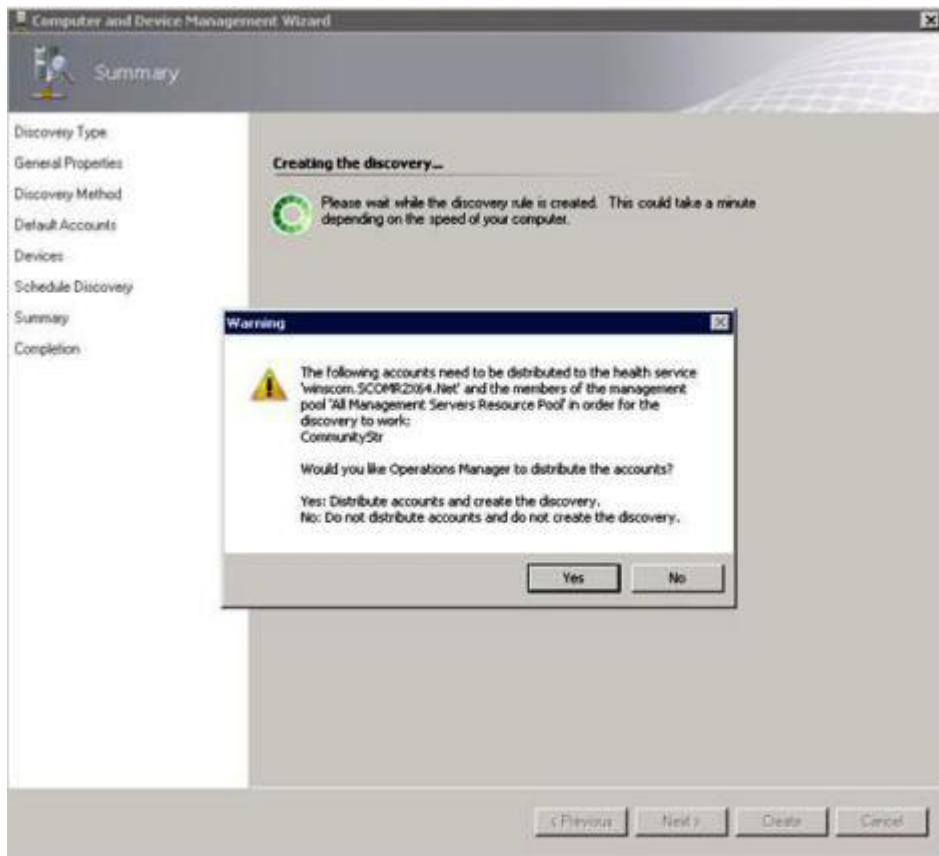 Computer and Device Management Wizard
Summary
Discovery Type
General Properties
Discovery Method
Default Accounts
Devices
Schedule Discovery
Summary
Completion
Creating the discovery...
Please wait while the discovery rule is created. This could take a minute
depending on the speed of your computer.
Warning
The following accounts need to be distributed to the health service
'winscom.SCOMR2X64.Net' and the members of the management
pool 'All Management Servers Resource Pool' in order for the
discovery to work:
CommunityStr
Would you like Operations Manager to distribute the accounts?
Yes: Distribute accounts and create the discovery.
No: Do not distribute accounts and do not create the discovery.
Yes
No
< Previous
Next >
Create
Cancel